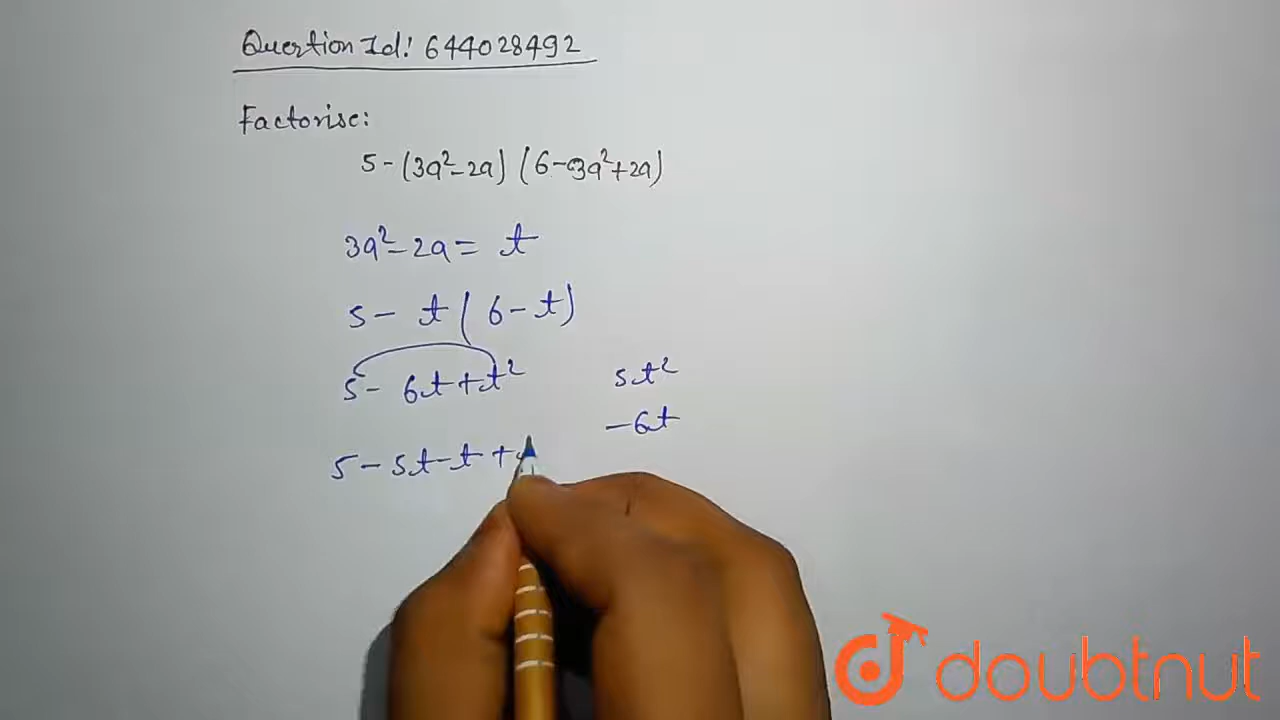 Question Id: 644028492
Factorise:
5-(3a²-2a)(6-3a²+2a)
3a²-2a= t
5- t(6-t)
5- 6t+t²
5t²
-6t
5-5t-t+
doubtnut